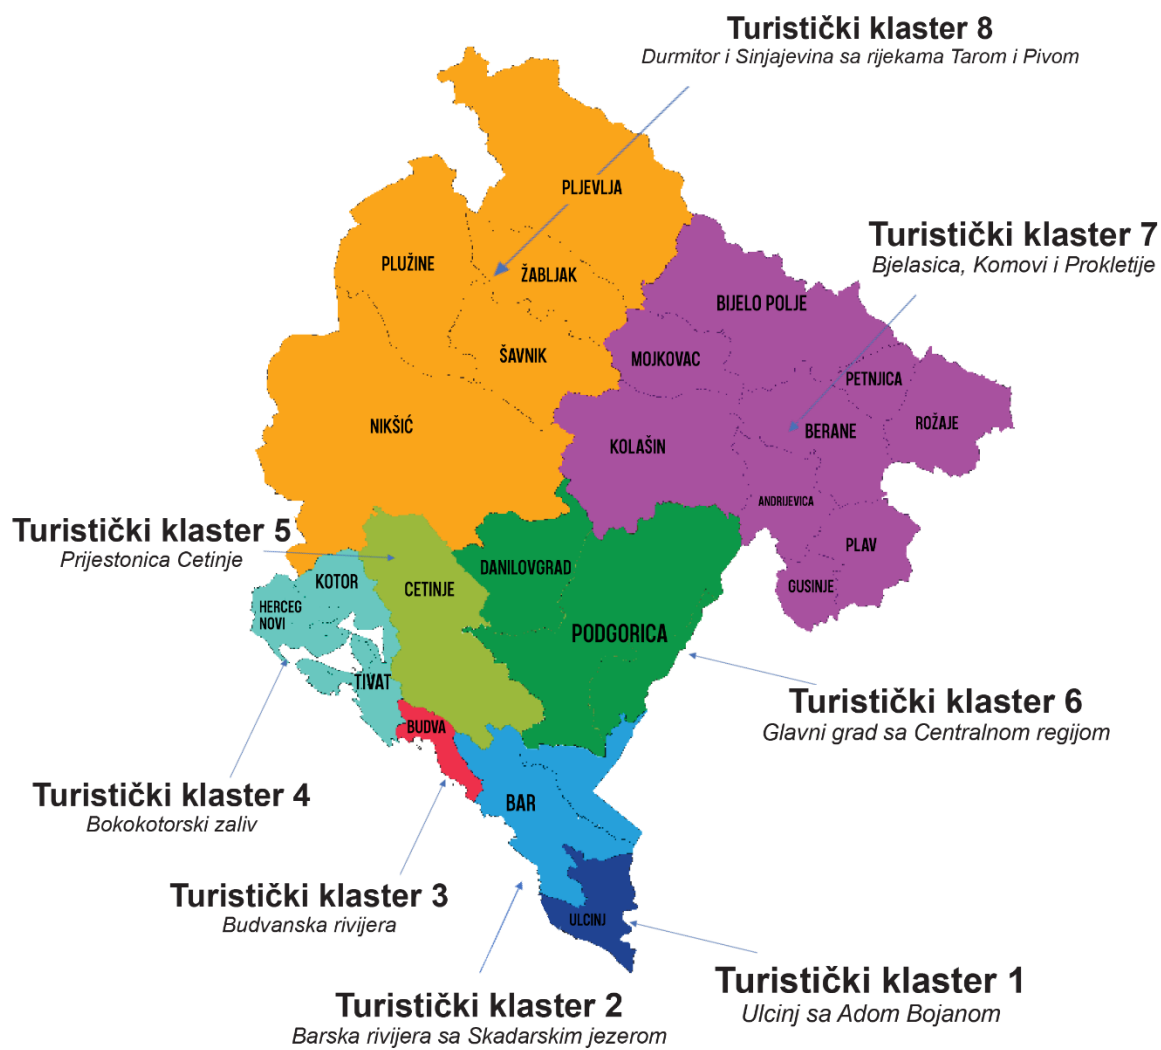 Turistički klaster 8
Durmitor i Sinjajevina sa rijekama Tarom i Pivom
PLJEVLJA
Turistički klaster 7
Bjelasica, Komovi i Prokletije
PLUŽINE
ŽABLJAK
BIJELO POLJE
ŠAVNIK
MOJKOVAC
PETNJICA
NIKŠIĆ
ROŽAJE
BERANE
KOLAŠIN
ANDRIJEVICA
Turistički klaster 5
Prijestonica Cetinje
PLAV
DANILOVGRAD
KOTOR
CETINJE
GUSINJE
HERCEG
NOVI
PODGORICA
TIVAT
Turistički klaster 6
Glavni grad sa Centralnom regijom
BUDVA
Turistički klaster 4
Bokokotorski zaliv
BAR
Turistički klaster 3
Budvanska rivijera
ULCINJ
Turistički klaster 1
Ulcinj sa Adom Bojanom
Turistički klaster 2
Barska rivijera sa Skadarskim jezerom